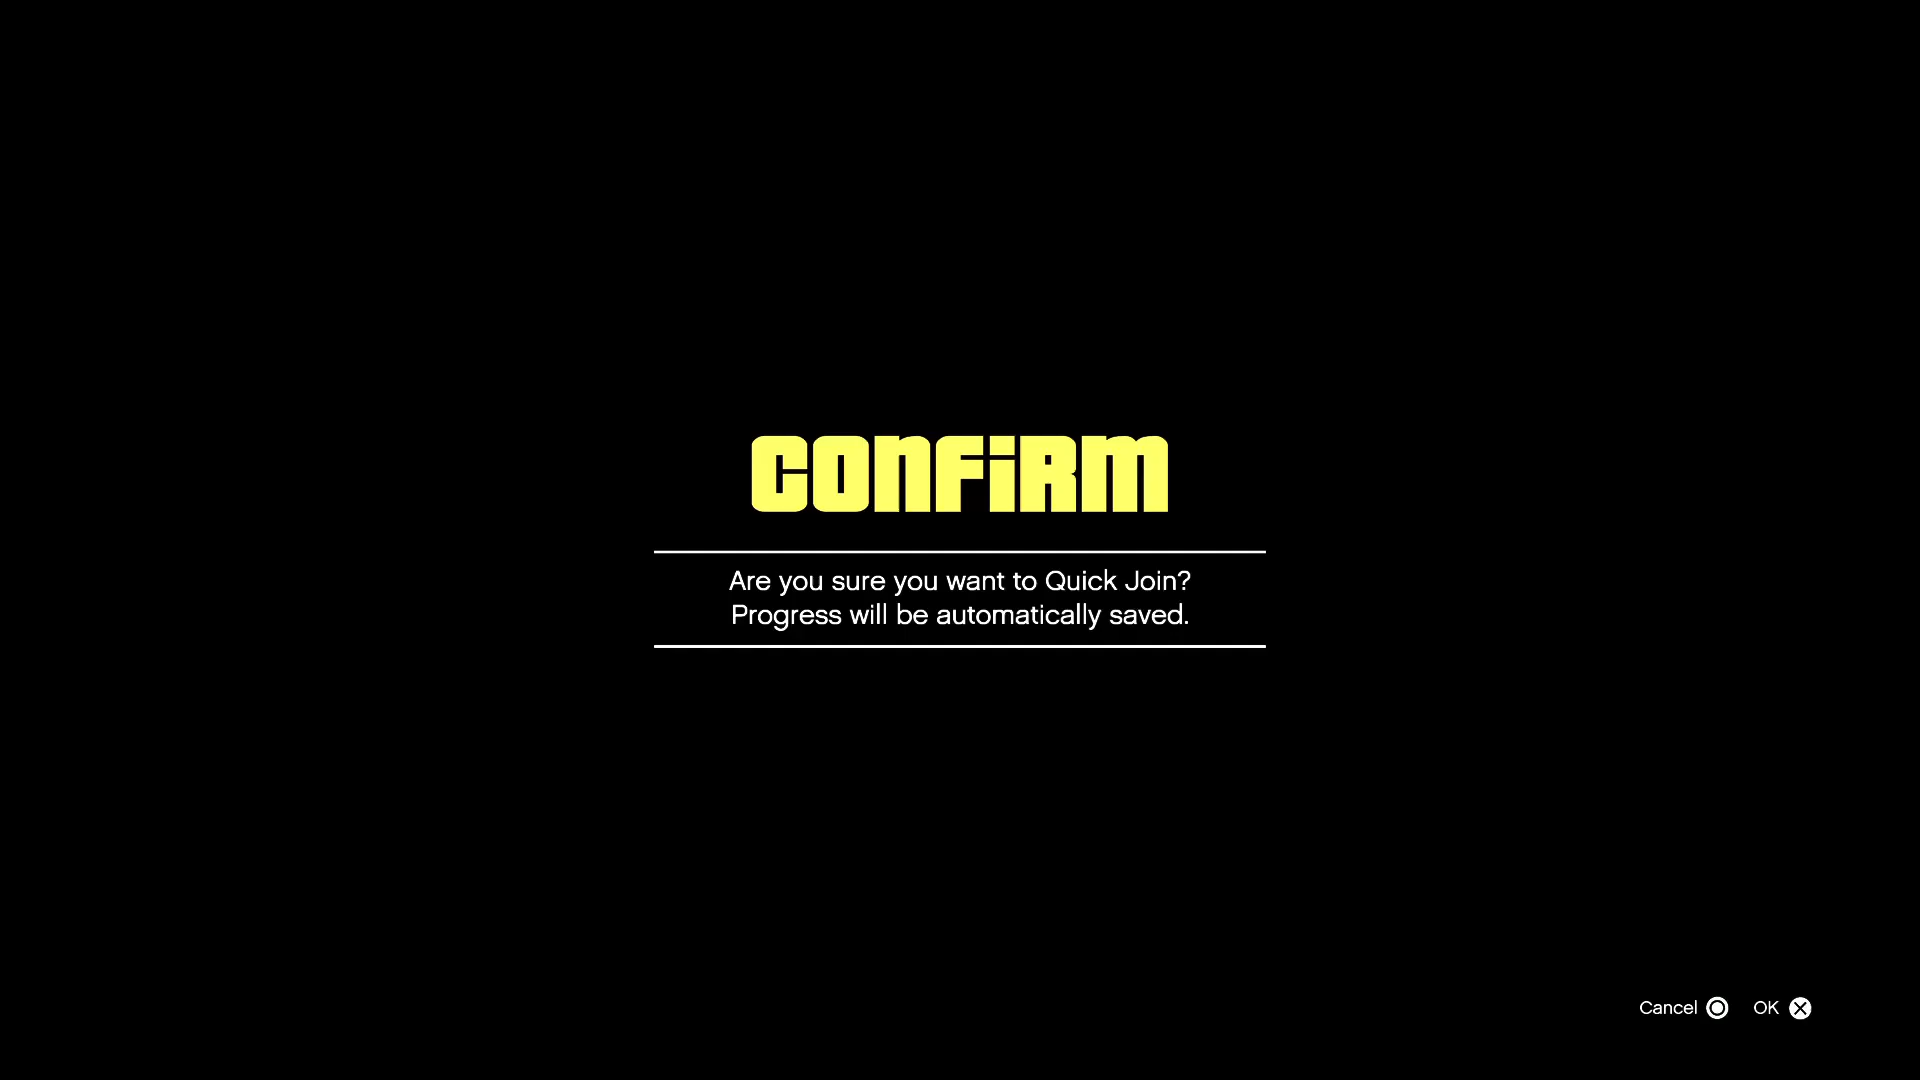 CONFiRM
Are you sure you want to Quick Join?
Progress will be automatically saved.
Cancel OK